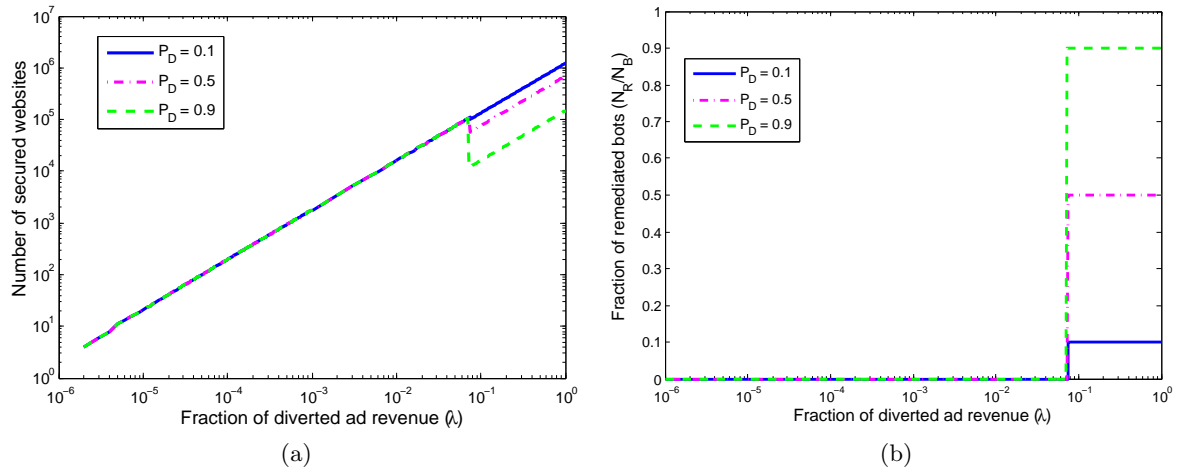 10^7
10^6
10^5
10^4
10^3
10^2
10^1
10^0
Number of secured websites
P_D = 0.1
P_D = 0.5
P_D = 0.9
10^−6
10^−5
10^−4
10^−3
10^−2
10^−1
10^0
Fraction of diverted ad revenue (λ)
(a)
0.9
0.8
0.7
0.6
0.5
0.4
0.3
0.2
0.1
0
Fraction of remediated bots (N_R/N_B)
P_D = 0.1
P_D = 0.5
P_D = 0.9
10^−6
10^−5
10^−4
10^−3
10^−2
10^−1
10^0
Fraction of diverted ad revenue (λ)
(b)